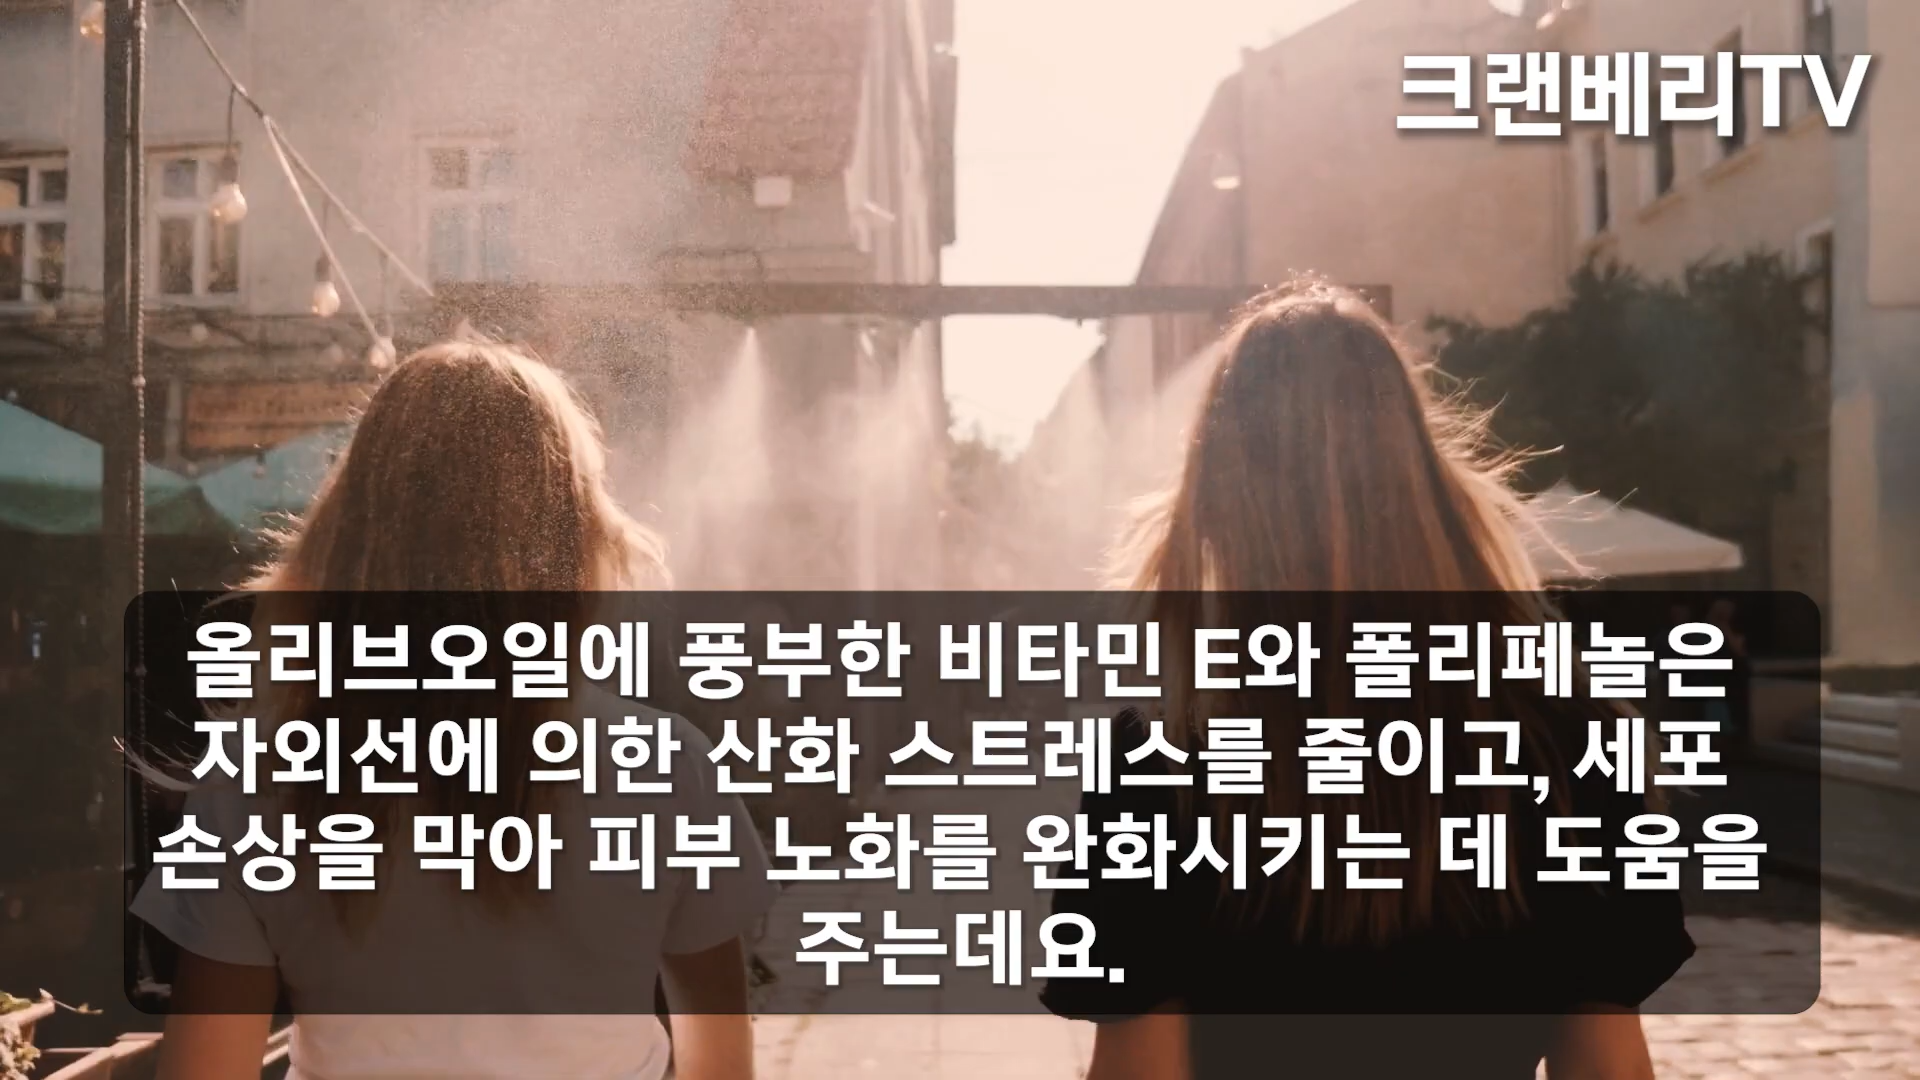 크랜베리TV
올리브오일에 풍부한 비타민 E와 폴리페놀은
자외선에 의한 산화 스트레스를 줄이고, 세포
손상을 막아 피부 노화를 완화시키는 데 도움을
주는데요.